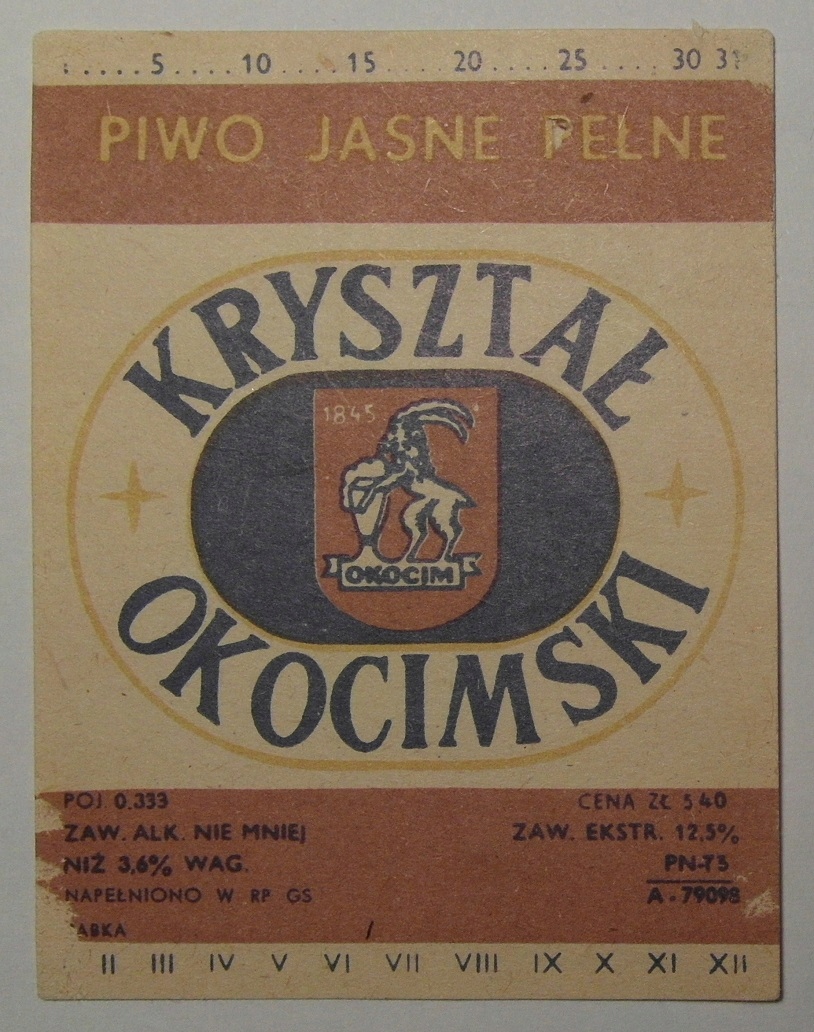 . . . . 5 . . . . 10 . . . . 15 . . . . 20 . . . . 25 . . . . 30 31
PIWO JASNE PEŁNE
KRYSZTAŁ
1845
OKOCIM
OKOCIMSKI
POJ 0.333
ZAW. ALK. NIE MNIEJ
NIŻ 3,6% WAG.
NAPEŁNIONO W RP GS
ABKA /
CENA ZŁ 5 40
ZAW. EKSTR. 12,5%
PN-73
A - 79098
II III IV V VI VII VIII IX X XI XII